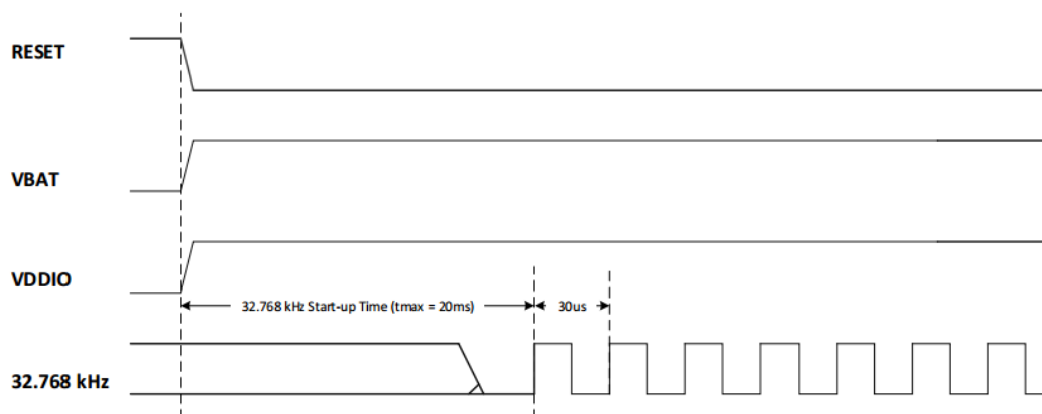 RESET
VBAT
VDDIO
32.768 kHz Start-up Time (tmax = 20ms)
30us
32.768 kHz